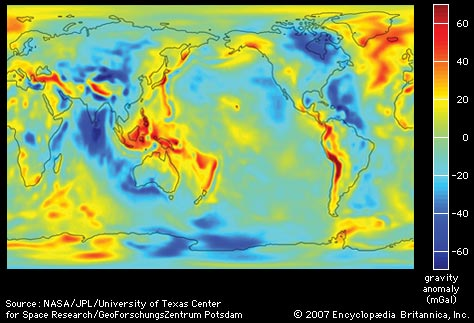 60
40
20
0
−20
−40
−60
gravity
anomaly
(mGal)
Source: NASA/JPL/University of Texas Center
for Space Research/GeoForschungsZentrum Potsdam
© 2007 Encyclopædia Britannica, Inc.